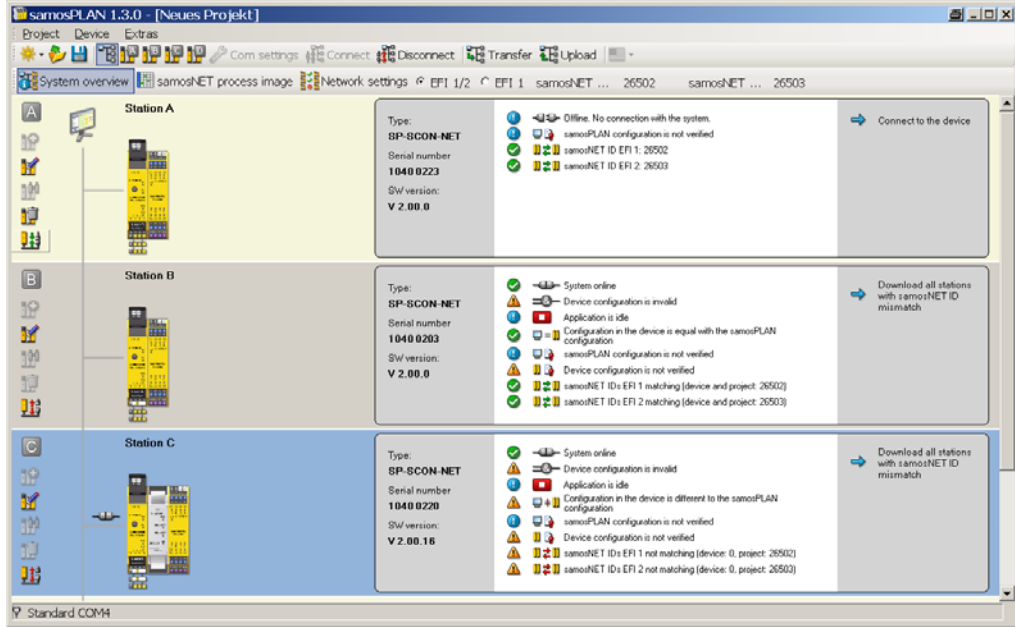 samosPLAN 1.3.0 - [Neues Projekt]
Project Device Extras
Com settings Connect Disconnect Transfer Upload
System overview samosNET process image Network settings EFI 1/2 EFI 1 samosNET ... 26502 samosNET ... 26503
A
Station A
Type:
SP-SCON-NET
Serial number
1040 0223
SW version:
V 2.00.0
Offline. No connection with the system.
samosPLAN configuration is not verified
samosNET ID EFI 1: 26502
samosNET ID EFI 2: 26503
Connect to the device
B
Station B
Type:
SP-SCON-NET
Serial number
1040 0203
SW version:
V 2.00.0
System online
Device configuration is invalid
Application is idle
Configuration in the device is equal with the samosPLAN
configuration
samosPLAN configuration is not verified
Device configuration is not verified
samosNET IDs EFI 1 matching (device and project: 26502)
samosNET IDs EFI 2 matching (device and project: 26503)
Download all stations
with samosNET ID
mismatch
C
Station C
Type:
SP-SCON-NET
Serial number
1040 0220
SW version:
V 2.00.16
System online
Device configuration is invalid
Application is idle
Configuration in the device is different to the samosPLAN
configuration
samosPLAN configuration is not verified
Device configuration is not verified
samosNET IDs EFI 1 not matching (device: 0, project: 26502)
samosNET IDs EFI 2 not matching (device: 0, project: 26503)
Download all stations
with samosNET ID
mismatch
Standard COM4